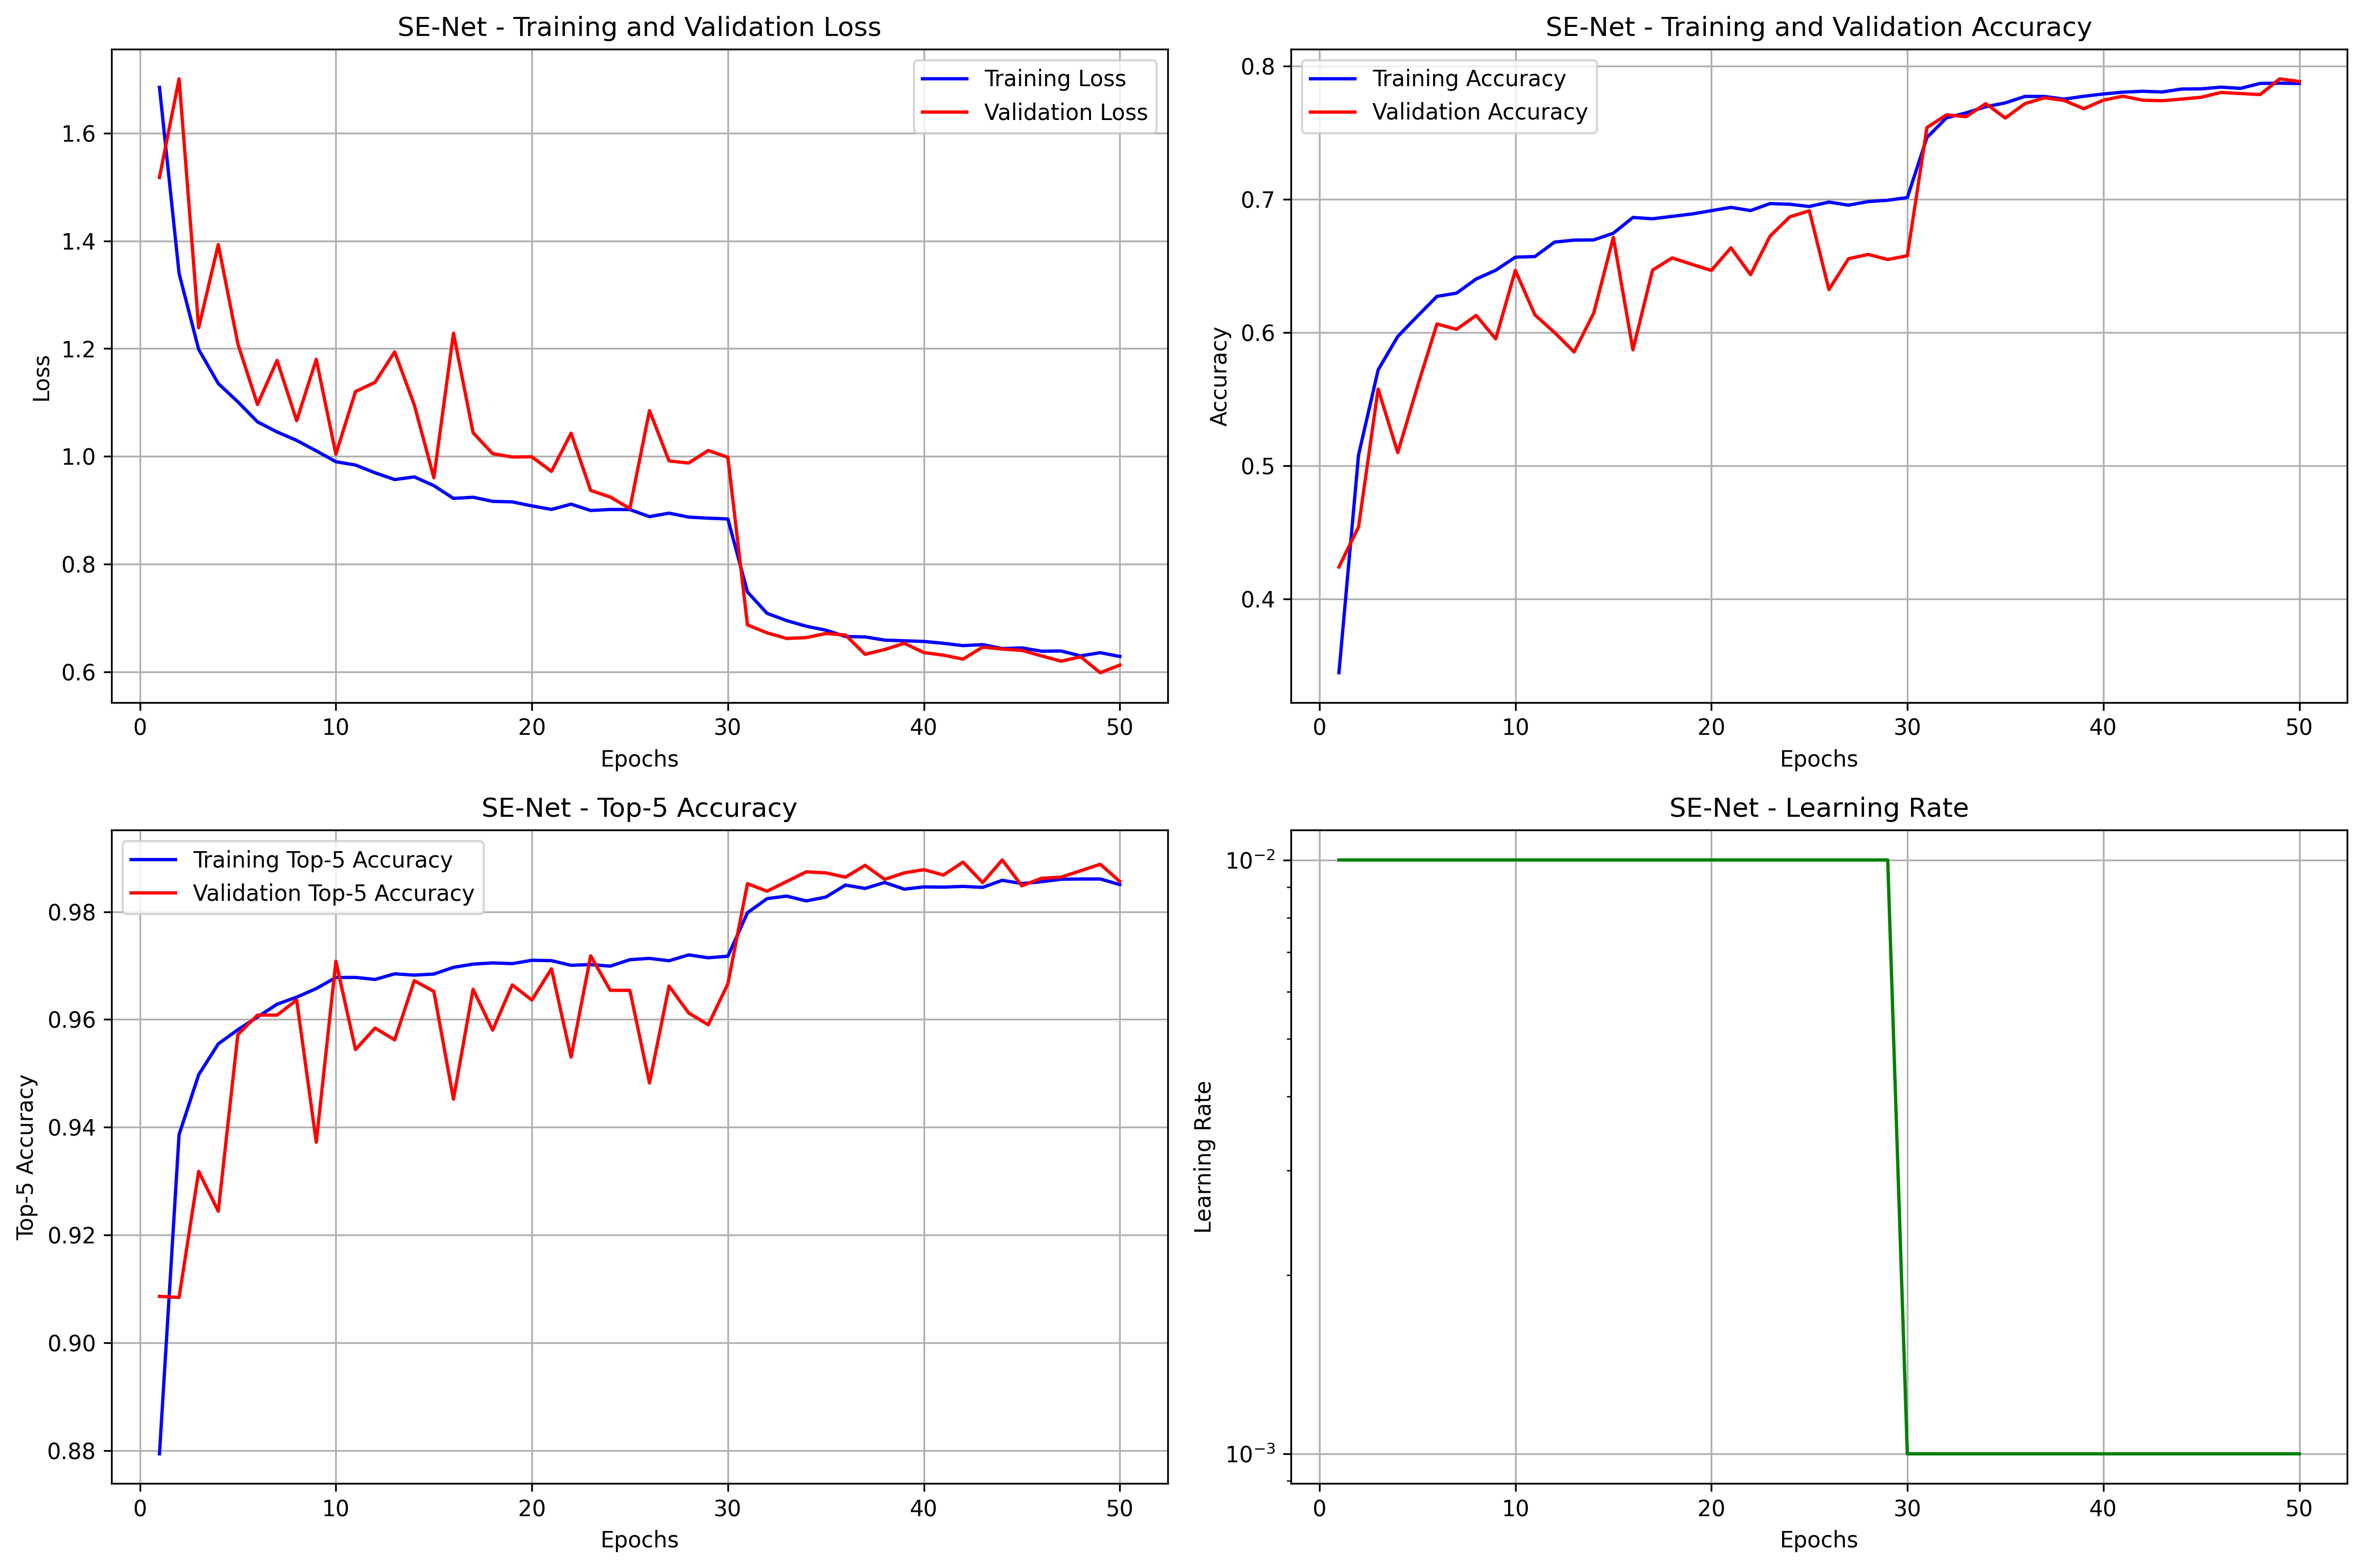 SE-Net - Training and Validation Loss
Training Loss
Validation Loss
1.6
1.4
1.2
1.0
0.8
0.6
Loss
0 10 20 30 40 50
Epochs
SE-Net - Training and Validation Accuracy
Training Accuracy
Validation Accuracy
0.8
0.7
0.6
0.5
0.4
Accuracy
0 10 20 30 40 50
Epochs
SE-Net - Top-5 Accuracy
Training Top-5 Accuracy
Validation Top-5 Accuracy
0.98
0.96
0.94
0.92
0.90
0.88
Top-5 Accuracy
0 10 20 30 40 50
Epochs
SE-Net - Learning Rate
10⁻²
10⁻³
Learning Rate
0 10 20 30 40 50
Epochs